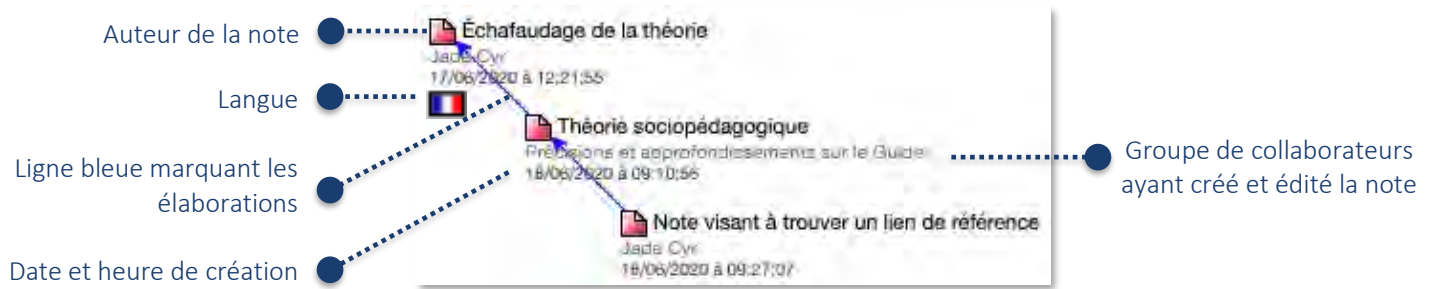 Auteur de la note
Langue
Ligne bleue marquant les
élaborations
Date et heure de création
Échafaudage de la théorie
Jade Cyr
17/06/2020 à 12:21:55
Théorie sociopédagogique
Précisions et approfondissements sur le Guide
18/06/2020 à 09:10:56
Note visant à trouver un lien de référence
Jade Cyr
18/06/2020 à 09:27:07
Groupe de collaborateurs
ayant créé et édité la note